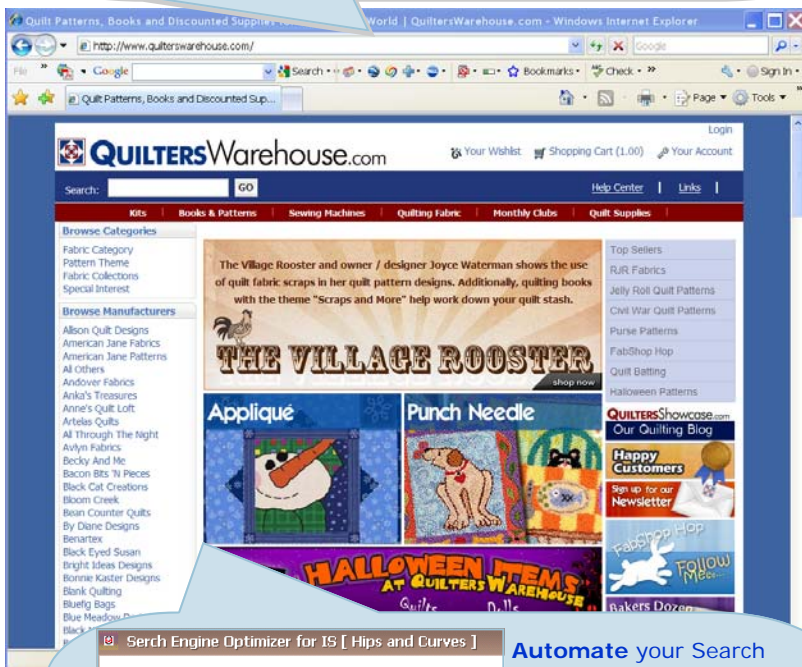 Quilt Patterns, Books and Discounted Supplies World | QuiltersWarehouse.com - Windows Internet Explorer
http://www.quilterswarehouse.com/
Google
File » Google Search Bookmarks Check » Sign In
Quilt Patterns, Books and Discounted Sup...
Page Tools »
Login
QUILTERSWarehouse.com
Your Wishlist Shopping Cart (1.00) Your Account
Search: GO Help Center | Links |
Kits | Books & Patterns | Sewing Machines | Quilting Fabric | Monthly Clubs | Quilt Supplies |
Browse Categories
Fabric Category
Pattern Theme
Fabric Collections
Special Interest
Browse Manufacturers
Alison Quilt Designs
American Jane Fabrics
American Jane Patterns
All Others
Andover Fabrics
Anka's Treasures
Anne's Quilt Loft
Artelas Quilts
All Through The Night
Avlyn Fabrics
Becky And Me
Bacon Bits 'N Pieces
Black Cat Creations
Bloom Creek
Bean Counter Quilts
By Diane Designs
Benartex
Black Eyed Susan
Bright Ideas Designs
Bonnie Kaster Designs
Blank Quilting
Bluefig Bags
Blue Meadow
The Village Rooster and owner / designer Joyce Waterman shows the use
of quilt fabric scraps in her quilt pattern designs. Additionally, quilting books
with the theme "Scraps and More" help work down your quilt stash.
THE VILLAGE ROOSTER
shop now
Appliqué
Punch Needle
HALLOWEEN ITEMS
AT QUILTERS WAREHOUSE
Quilts Dolls
Top Sellers
RJR Fabrics
Jelly Roll Quilt Patterns
Civil War Quilt Patterns
Purse Patterns
FabShop Hop
Quilt Batting
Halloween Patterns
QUILTERSShowcase.com
Our Quilting Blog
Happy
Customers
Sign up for our
Newsletter
FabShop Hop
Follow
Me...
Bakers Dozen
Serch Engine Optimizer for IS [ Hips and Curves ]
Automate your Search